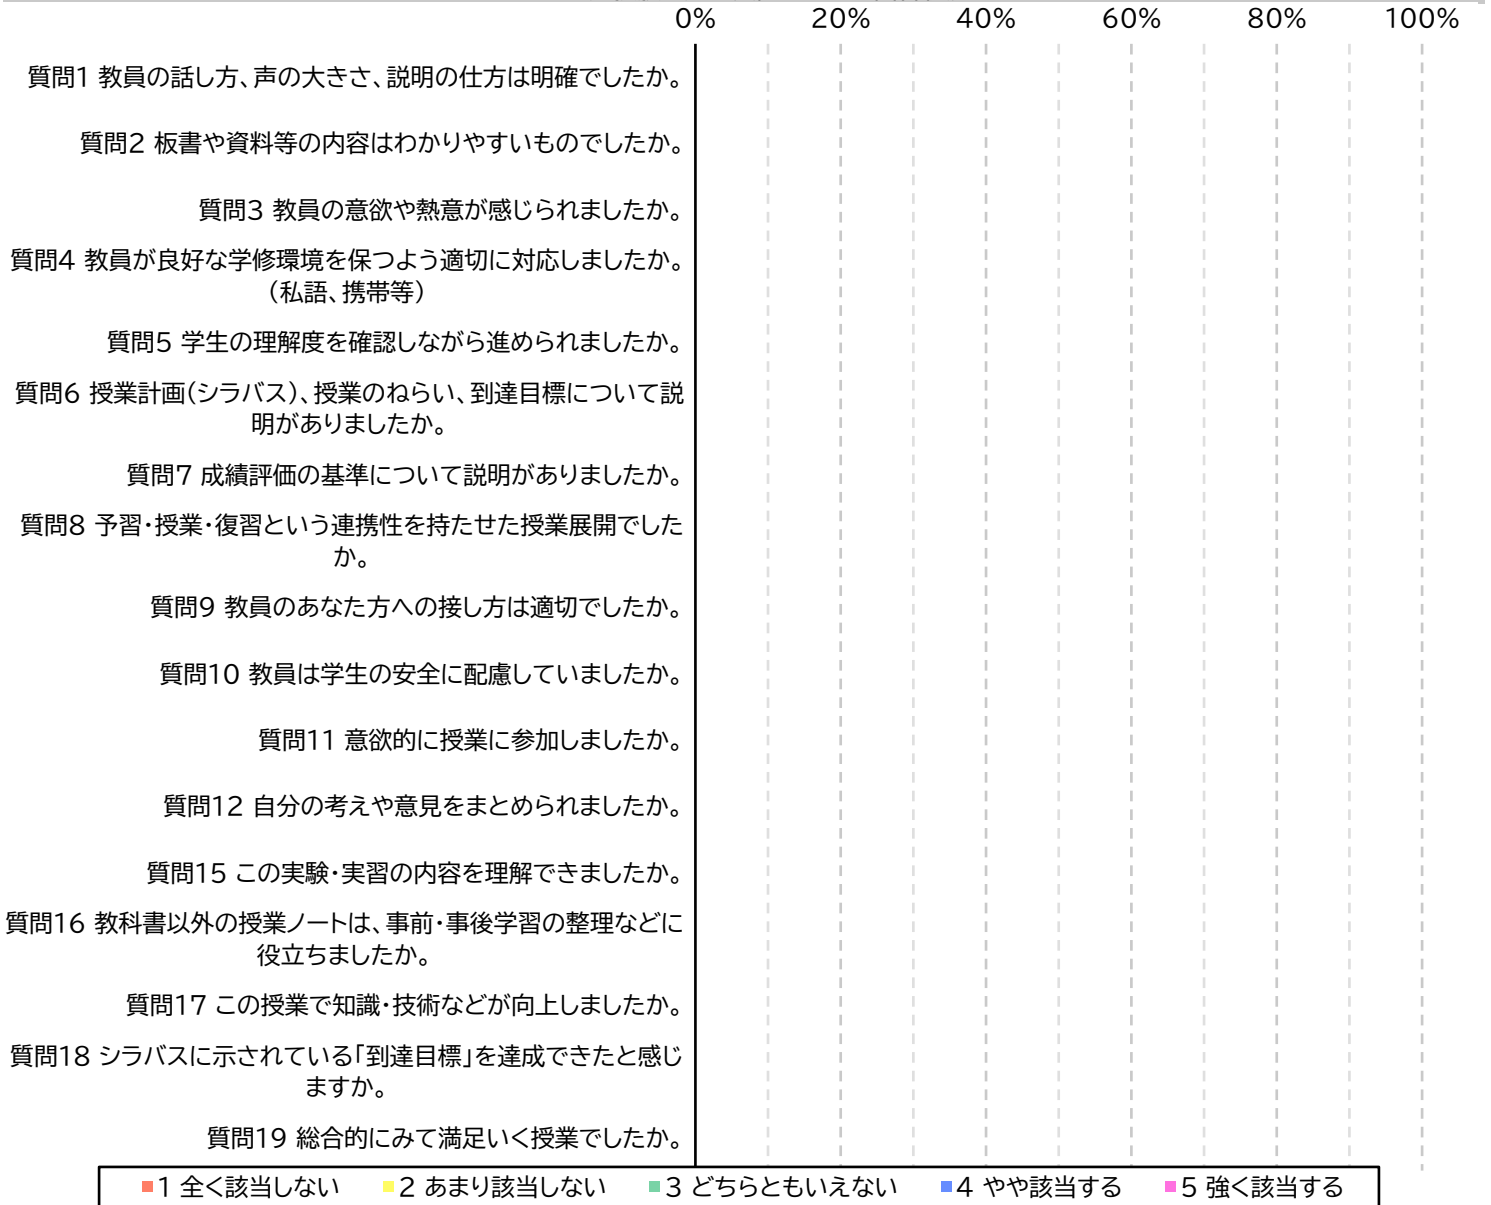 0% 20% 40% 60% 80% 100%
質問1 教員の話し方、声の大きさ、説明の仕方は明確でしたか。
質問2 板書や資料等の内容はわかりやすいものでしたか。
質問3 教員の意欲や熱意が感じられましたか。
質問4 教員が良好な学修環境を保つよう適切に対応しましたか。
（私語、携帯等）
質問5 学生の理解度を確認しながら進められましたか。
質問6 授業計画（シラバス）、授業のねらい、到達目標について説
明がありましたか。
質問7 成績評価の基準について説明がありましたか。
質問8 予習・授業・復習という連携性を持たせた授業展開でした
か。
質問9 教員のあなた方への接し方は適切でしたか。
質問10 教員は学生の安全に配慮していましたか。
質問11 意欲的に授業に参加しましたか。
質問12 自分の考えや意見をまとめられましたか。
質問15 この実験・実習の内容を理解できましたか。
質問16 教科書以外の授業ノートは、事前・事後学習の整理などに
役立ちましたか。
質問17 この授業で知識・技術などが向上しましたか。
質問18 シラバスに示されている「到達目標」を達成できたと感じ
ますか。
質問19 総合的にみて満足いく授業でしたか。
1 全く該当しない 2 あまり該当しない 3 どちらともいえない 4 やや該当する 5 強く該当する